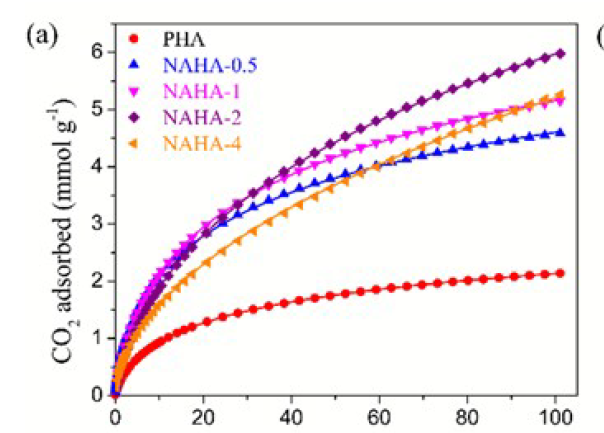 (a)
PHA
NAHA-0.5
NAHA-1
NAHA-2
NAHA-4
CO₂ adsorbed (mmol g⁻¹)
6
5
4
3
2
1
0
0 20 40 60 80 100
(